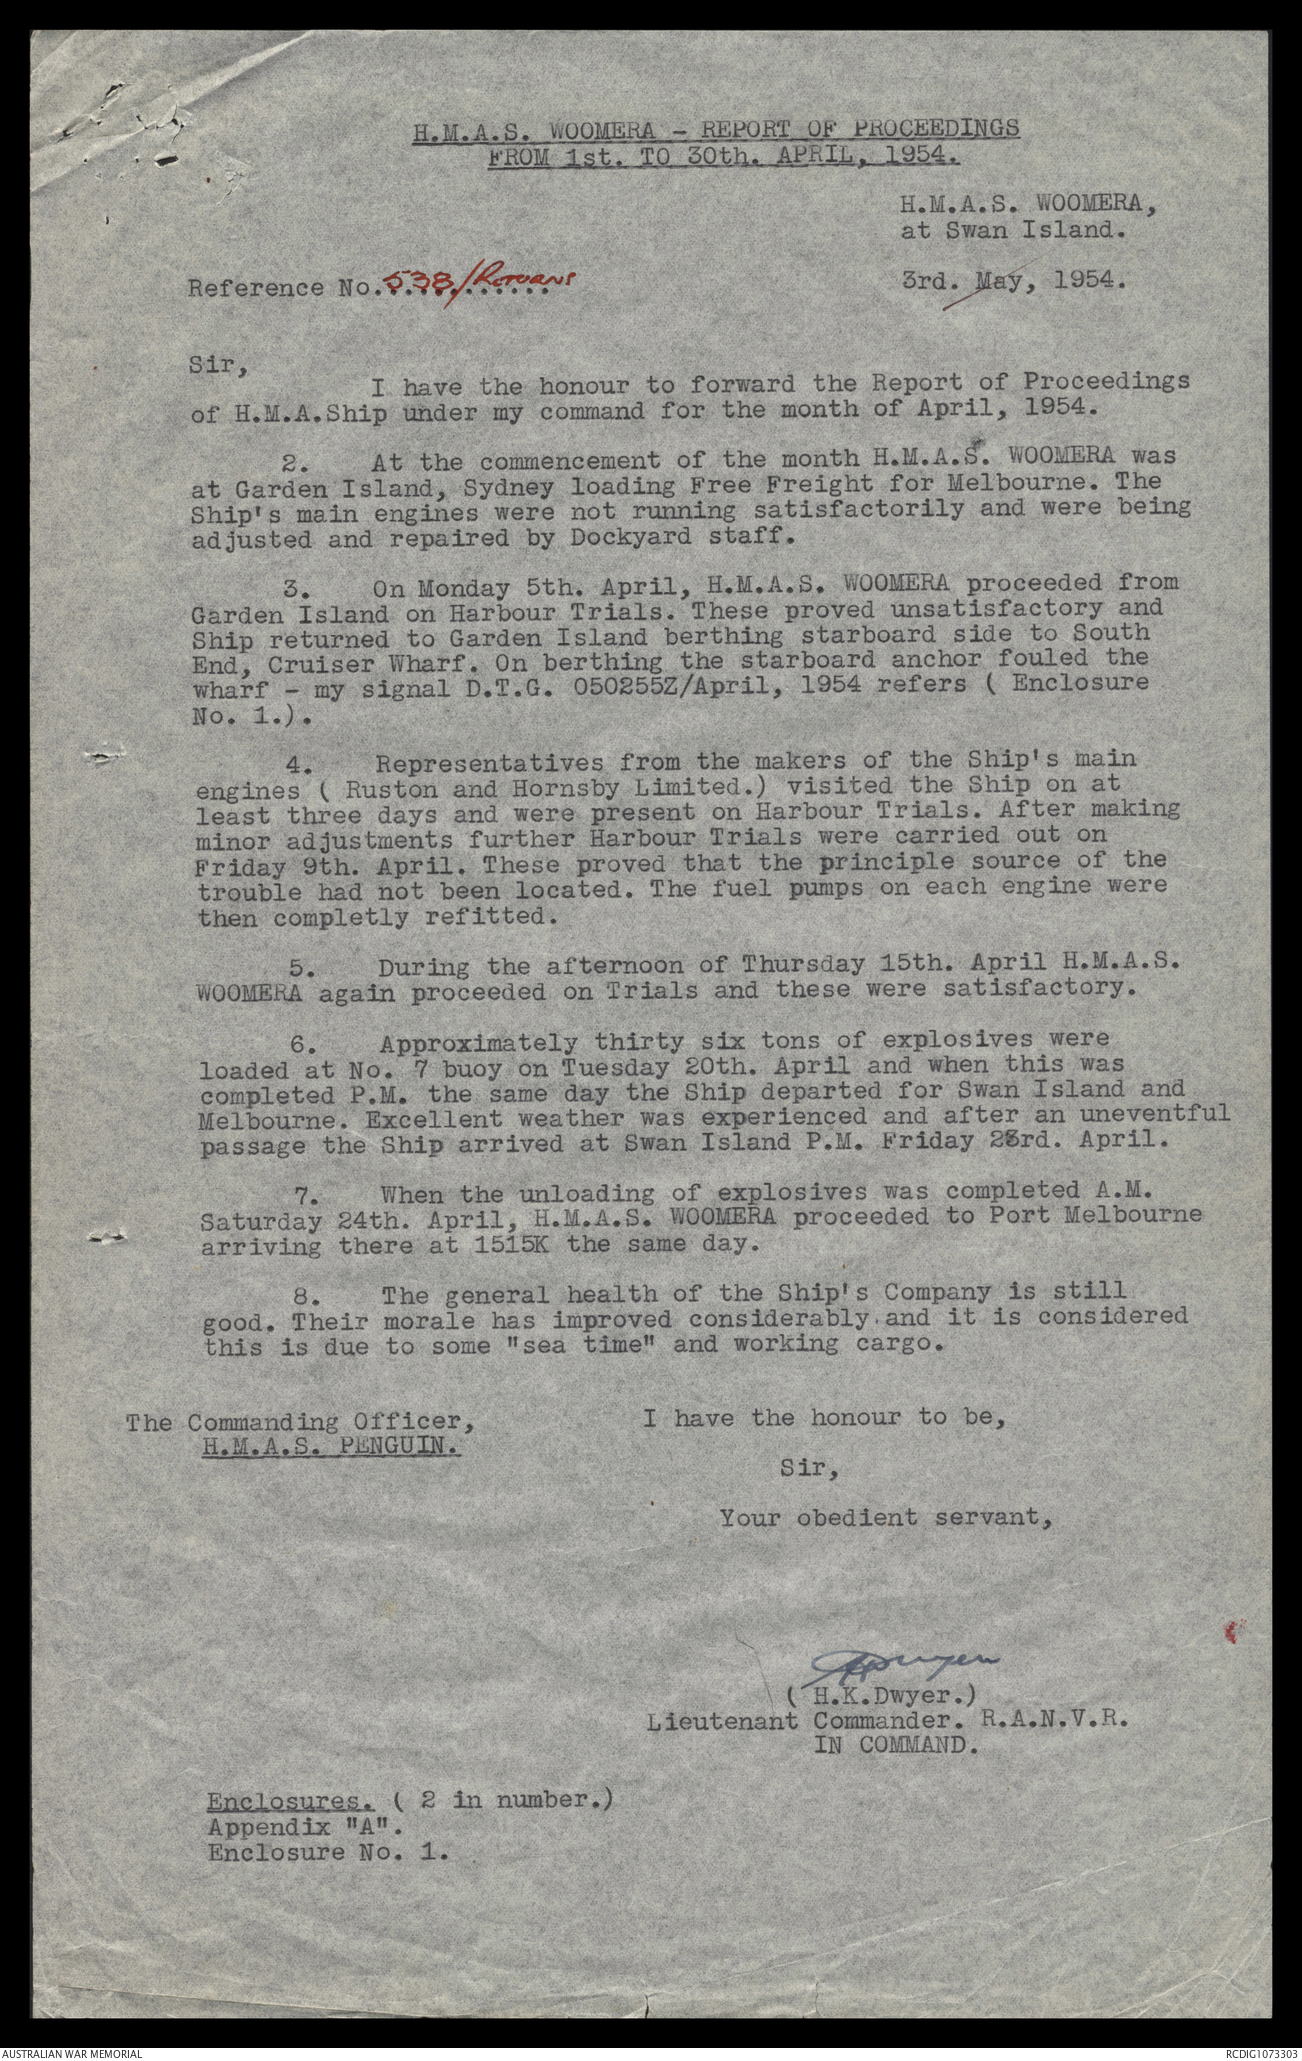 H.M.A.S. WOOMERA - REPORT OF PROCEEDINGS
FROM 1st. TO 30th. APRIL, 1954.
H.M.A.S. WOOMERA,
at Swan Island.
Reference No. 538/Returns
3rd. May, 1954.
Sir,
I have the honour to forward the Report of Proceedings
of H.M.A.Ship under my command for the month of April, 1954.
2. At the commencement of the month H.M.A.S. WOOMERA was
at Garden Island, Sydney loading Free Freight for Melbourne. The
Ship's main engines were not running satisfactorily and were being
adjusted and repaired by Dockyard staff.
3. On Monday 5th. April, H.M.A.S. WOOMERA proceeded from
Garden Island on Harbour Trials. These proved unsatisfactory and
Ship returned to Garden Island berthing starboard side to South
End, Cruiser Wharf. On berthing the starboard anchor fouled the
wharf - my signal D.T.G. 050255Z/April, 1954 refers ( Enclosure
No. 1.).
4. Representatives from the makers of the Ship's main
engines ( Ruston and Hornsby Limited.) visited the Ship on at
least three days and were present on Harbour Trials. After making
minor adjustments further Harbour Trials were carried out on
Friday 9th. April. These proved that the principle source of the
trouble had not been located. The fuel pumps on each engine were
then completly refitted.
5. During the afternoon of Thursday 15th. April H.M.A.S.
WOOMERA again proceeded on Trials and these were satisfactory.
6. Approximately thirty six tons of explosives were
loaded at No. 7 buoy on Tuesday 20th. April and when this was
completed P.M. the same day the Ship departed for Swan Island and
Melbourne. Excellent weather was experienced and after an uneventful
passage the Ship arrived at Swan Island P.M. Friday 23rd. April.
7. When the unloading of explosives was completed A.M.
Saturday 24th. April, H.M.A.S. WOOMERA proceeded to Port Melbourne
arriving there at 1515K the same day.
8. The general health of the Ship's Company is still
good. Their morale has improved considerably.and it is considered
this is due to some "sea time" and working cargo.
The Commanding Officer,
H.M.A.S. PENGUIN.
I have the honour to be,
Sir,
Your obedient servant,
HKDwyer
( H.K.Dwyer.)
Lieutenant Commander. R.A.N.V.R.
IN COMMAND.
Enclosures. ( 2 in number.)
Appendix "A".
Enclosure No. 1.
AUSTRALIAN WAR MEMORIAL
RCDIG1073303